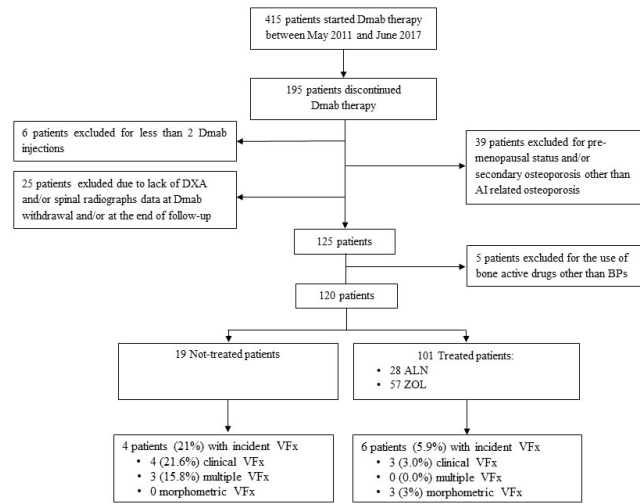 415 patients started Dmab therapy
between May 2011 and June 2017
195 patients discontinued
Dmab therapy
6 patients excluded for less than 2 Dmab
injections
39 patients excluded for pre-
menopausal status and/or
secondary osteoporosis other than
AI related osteoporosis
25 patients exluded due to lack of DXA
and/or spinal radiographs data at Dmab
withdrawal and/or at the end of follow-up
125 patients
5 patients excluded for the use of
bone active drugs other than BPs
120 patients
19 Not-treated patients
101 Treated patients:
• 28 ALN
• 57 ZOL
4 patients (21%) with incident VFx
• 4 (21.6%) clinical VFx
• 3 (15.8%) multiple VFx
• 0 morphometric VFx
6 patients (5.9%) with incident VFx
• 3 (3.0%) clinical VFx
• 0 (0.0%) multiple VFx
• 3 (3%) morphometric VFx